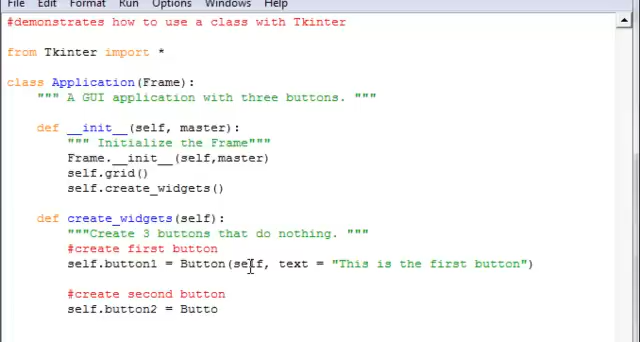 File Edit Format Run Options Windows Help
#demonstrates how to use a class with Tkinter
from Tkinter import *
class Application(Frame):
""" A GUI application with three buttons. """
def __init__(self, master):
""" Initialize the Frame"""
Frame.__init__(self,master)
self.grid()
self.create_widgets()
def create_widgets(self):
"""Create 3 buttons that do nothing. """
#create first button
self.button1 = Button(self, text = "This is the first button")
#create second button
self.button2 = Butto